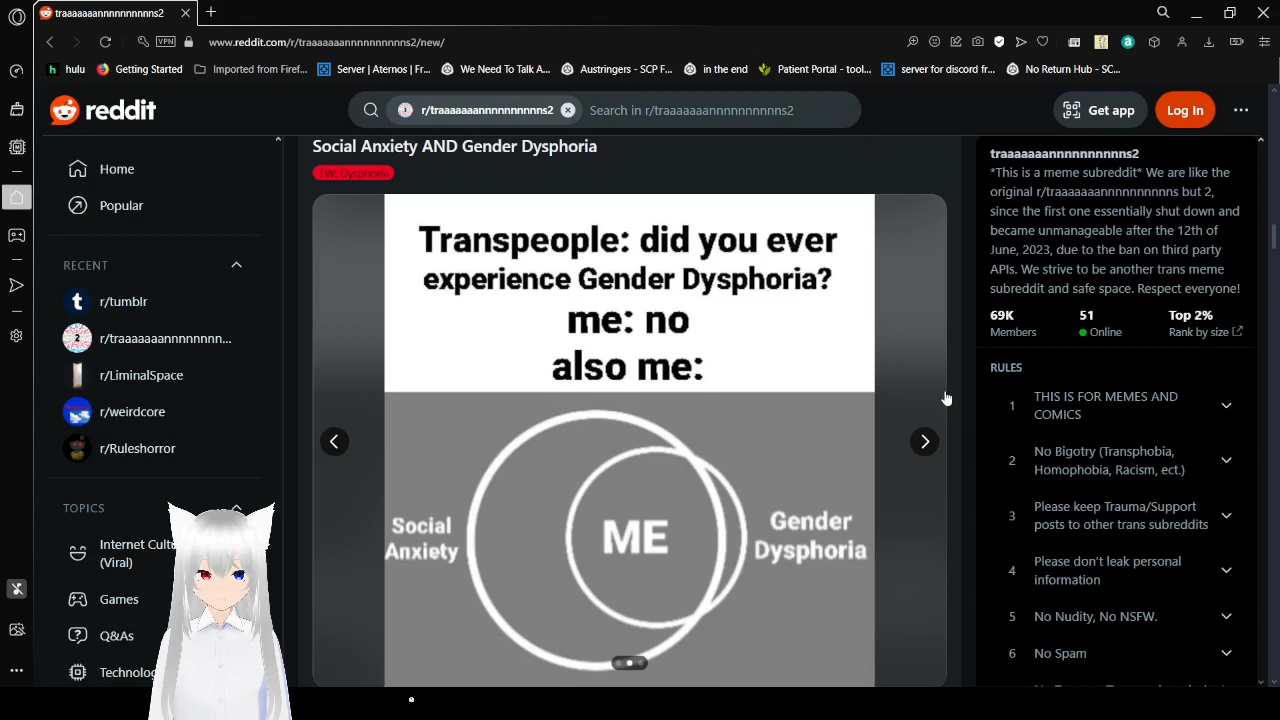 traaaaaaannnnnnnnnns2
VPN
www.reddit.com/r/traaaaaaannnnnnnnnns2/new/
hulu
Getting Started
Imported from Firef...
Server | Aternos | Fr...
We Need To Talk A...
Austringers - SCP F...
in the end
Patient Portal - tool...
server for discord fr...
No Return Hub - SC...
reddit
r/traaaaaaannnnnnnnnns2
Search in r/traaaaaaannnnnnnnnns2
Get app
Log In
Home
Popular
RECENT
r/tumblr
r/traaaaaaannnnnnn...
r/LiminalSpace
r/weirdcore
r/Ruleshorror
TOPICS
Internet Cult
(Viral)
Games
Q&As
Technolo
Social Anxiety AND Gender Dysphoria
TW: Dysphoria
Transpeople: did you ever
experience Gender Dysphoria?
me: no
also me:
Social
Anxiety
ME
Gender
Dysphoria
traaaaaaannnnnnnnnns2
*This is a meme subreddit* We are like the
original r/traaaaaaannnnnnnnnns but 2,
since the first one essentially shut down and
became unmanageable after the 12th of
June, 2023, due to the ban on third party
APIs. We strive to be another trans meme
subreddit and safe space. Respect everyone!
69K
Members
51
Online
Top 2%
Rank by size
RULES
1
THIS IS FOR MEMES AND
COMICS
2
No Bigotry (Transphobia,
Homophobia, Racism, ect.)
3
Please keep Trauma/Support
posts to other trans subreddits
4
Please don't leak personal
information
5
No Nudity, No NSFW.
6
No Spam